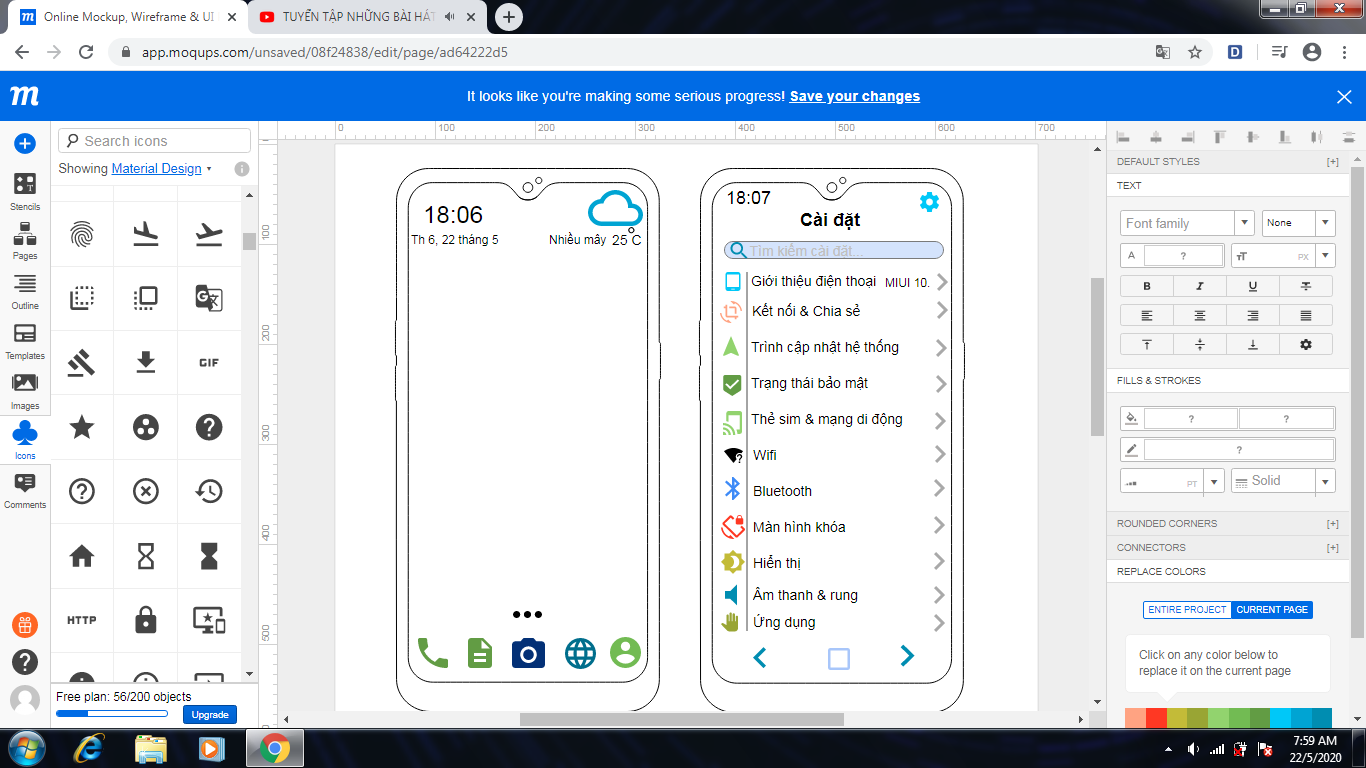 Online Mockup, Wireframe & UI
TUYỂN TẬP NHỮNG BÀI HÁT
app.moqups.com/unsaved/08f24838/edit/page/ad64222d5
It looks like you're making some serious progress! Save your changes
Search icons
Showing Material Design
Stencils
Pages
Outline
Templates
Images
Icons
Comments
GIF
HTTP
Free plan: 56/200 objects
Upgrade
0 100 200 300 400 500 600 700
100
200
300
400
500
600
18:06
Th 6, 22 tháng 5
Nhiều mây 25 C
18:07
Cài đặt
Tìm kiếm cài đặt...
Giới thiệu điện thoại MIUI 10.
Kết nối & Chia sẻ
Trình cập nhật hệ thống
Trạng thái bảo mật
Thẻ sim & mạng di động
Wifi
Bluetooth
Màn hình khóa
Hiển thị
Âm thanh & rung
Ứng dụng
DEFAULT STYLES [+]
TEXT
Font family
None
A ?
TT PX
B I U S
FILLS & STROKES
? ?
?
PT
Solid
ROUNDED CORNERS [+]
CONNECTORS [+]
REPLACE COLORS
ENTIRE PROJECT CURRENT PAGE
Click on any color below to
replace it on the current page
7:59 AM
22/5/2020